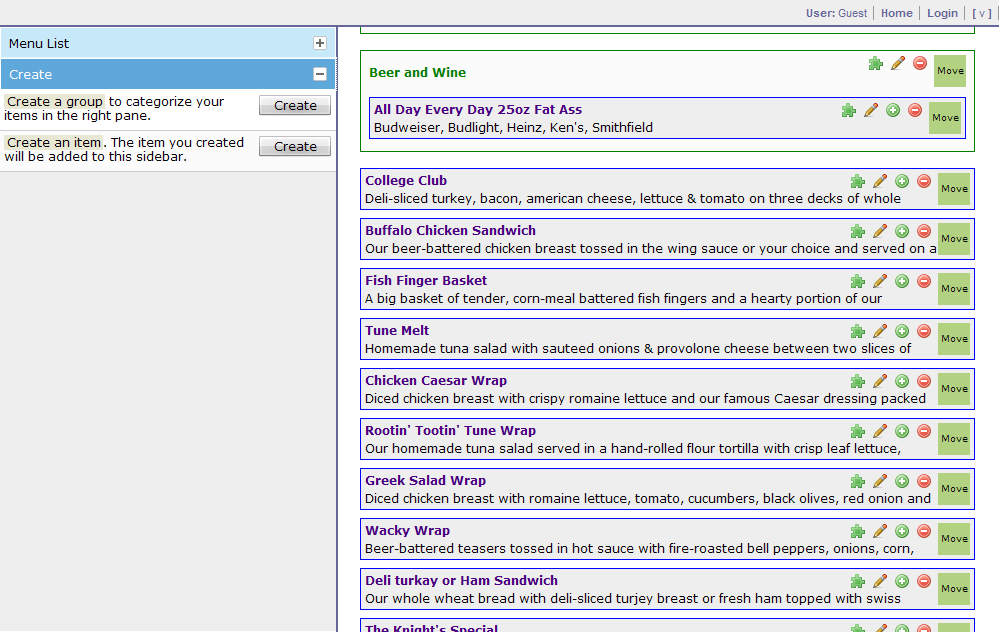 User: Guest | Home | Login | [ v ] |
Menu List
Create
Create a group to categorize your
items in the right pane.
Create
Create an item. The item you created
will be added to this sidebar.
Create
Beer and Wine
Move
All Day Every Day 25oz Fat Ass
Budweiser, Budlight, Heinz, Ken's, Smithfield
Move
College Club
Deli-sliced turkey, bacon, american cheese, lettuce & tomato on three decks of whole
Move
Buffalo Chicken Sandwich
Our beer-battered chicken breast tossed in the wing sauce or your choice and served on a
Move
Fish Finger Basket
A big basket of tender, corn-meal battered fish fingers and a hearty portion of our
Move
Tune Melt
Homemade tuna salad with sauteed onions & provolone cheese between two slices of
Move
Chicken Caesar Wrap
Diced chicken breast with crispy romaine lettuce and our famous Caesar dressing packed
Move
Rootin' Tootin' Tune Wrap
Our homemade tuna salad served in a hand-rolled flour tortilla with crisp leaf lettuce,
Move
Greek Salad Wrap
Diced chicken breast with romaine lettuce, tomato, cucumbers, black olives, red onion and
Move
Wacky Wrap
Beer-battered teasers tossed in hot sauce with fire-roasted bell peppers, onions, corn,
Move
Deli turkay or Ham Sandwich
Our whole wheat bread with deli-sliced turjey breast or fresh ham topped with swiss
Move
The Knight's Special